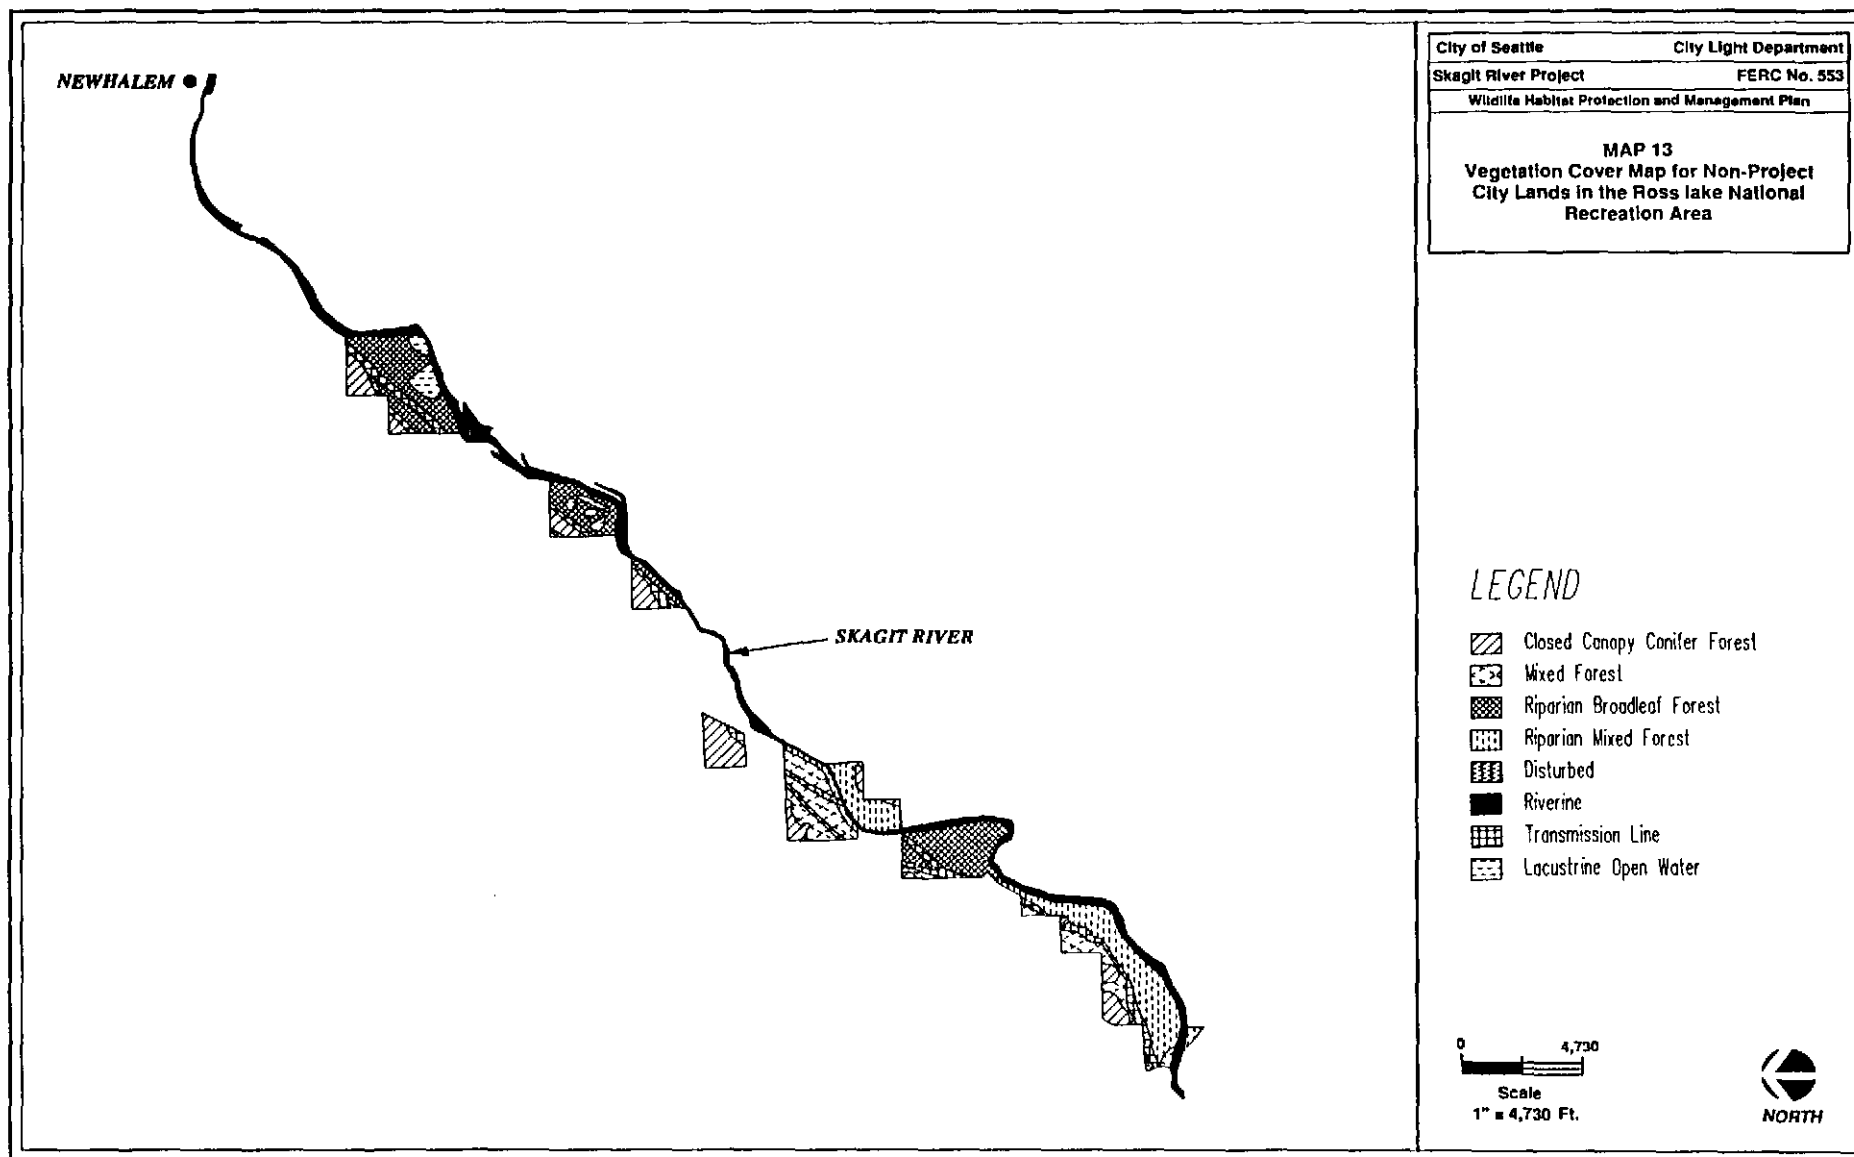 NEWHALEM
SKAGIT RIVER
City of Seattle City Light Department
Skagit River Project FERC No. 553
Wildlife Habitat Protection and Management Plan
MAP 13
Vegetation Cover Map for Non-Project
City Lands in the Ross lake National
Recreation Area
LEGEND
Closed Canopy Conifer Forest
Mixed Forest
Riparian Broadleaf Forest
Riparian Mixed Forest
Disturbed
Riverine
Transmission Line
Lacustrine Open Water
0 4,730
Scale
1" = 4,730 Ft.
NORTH